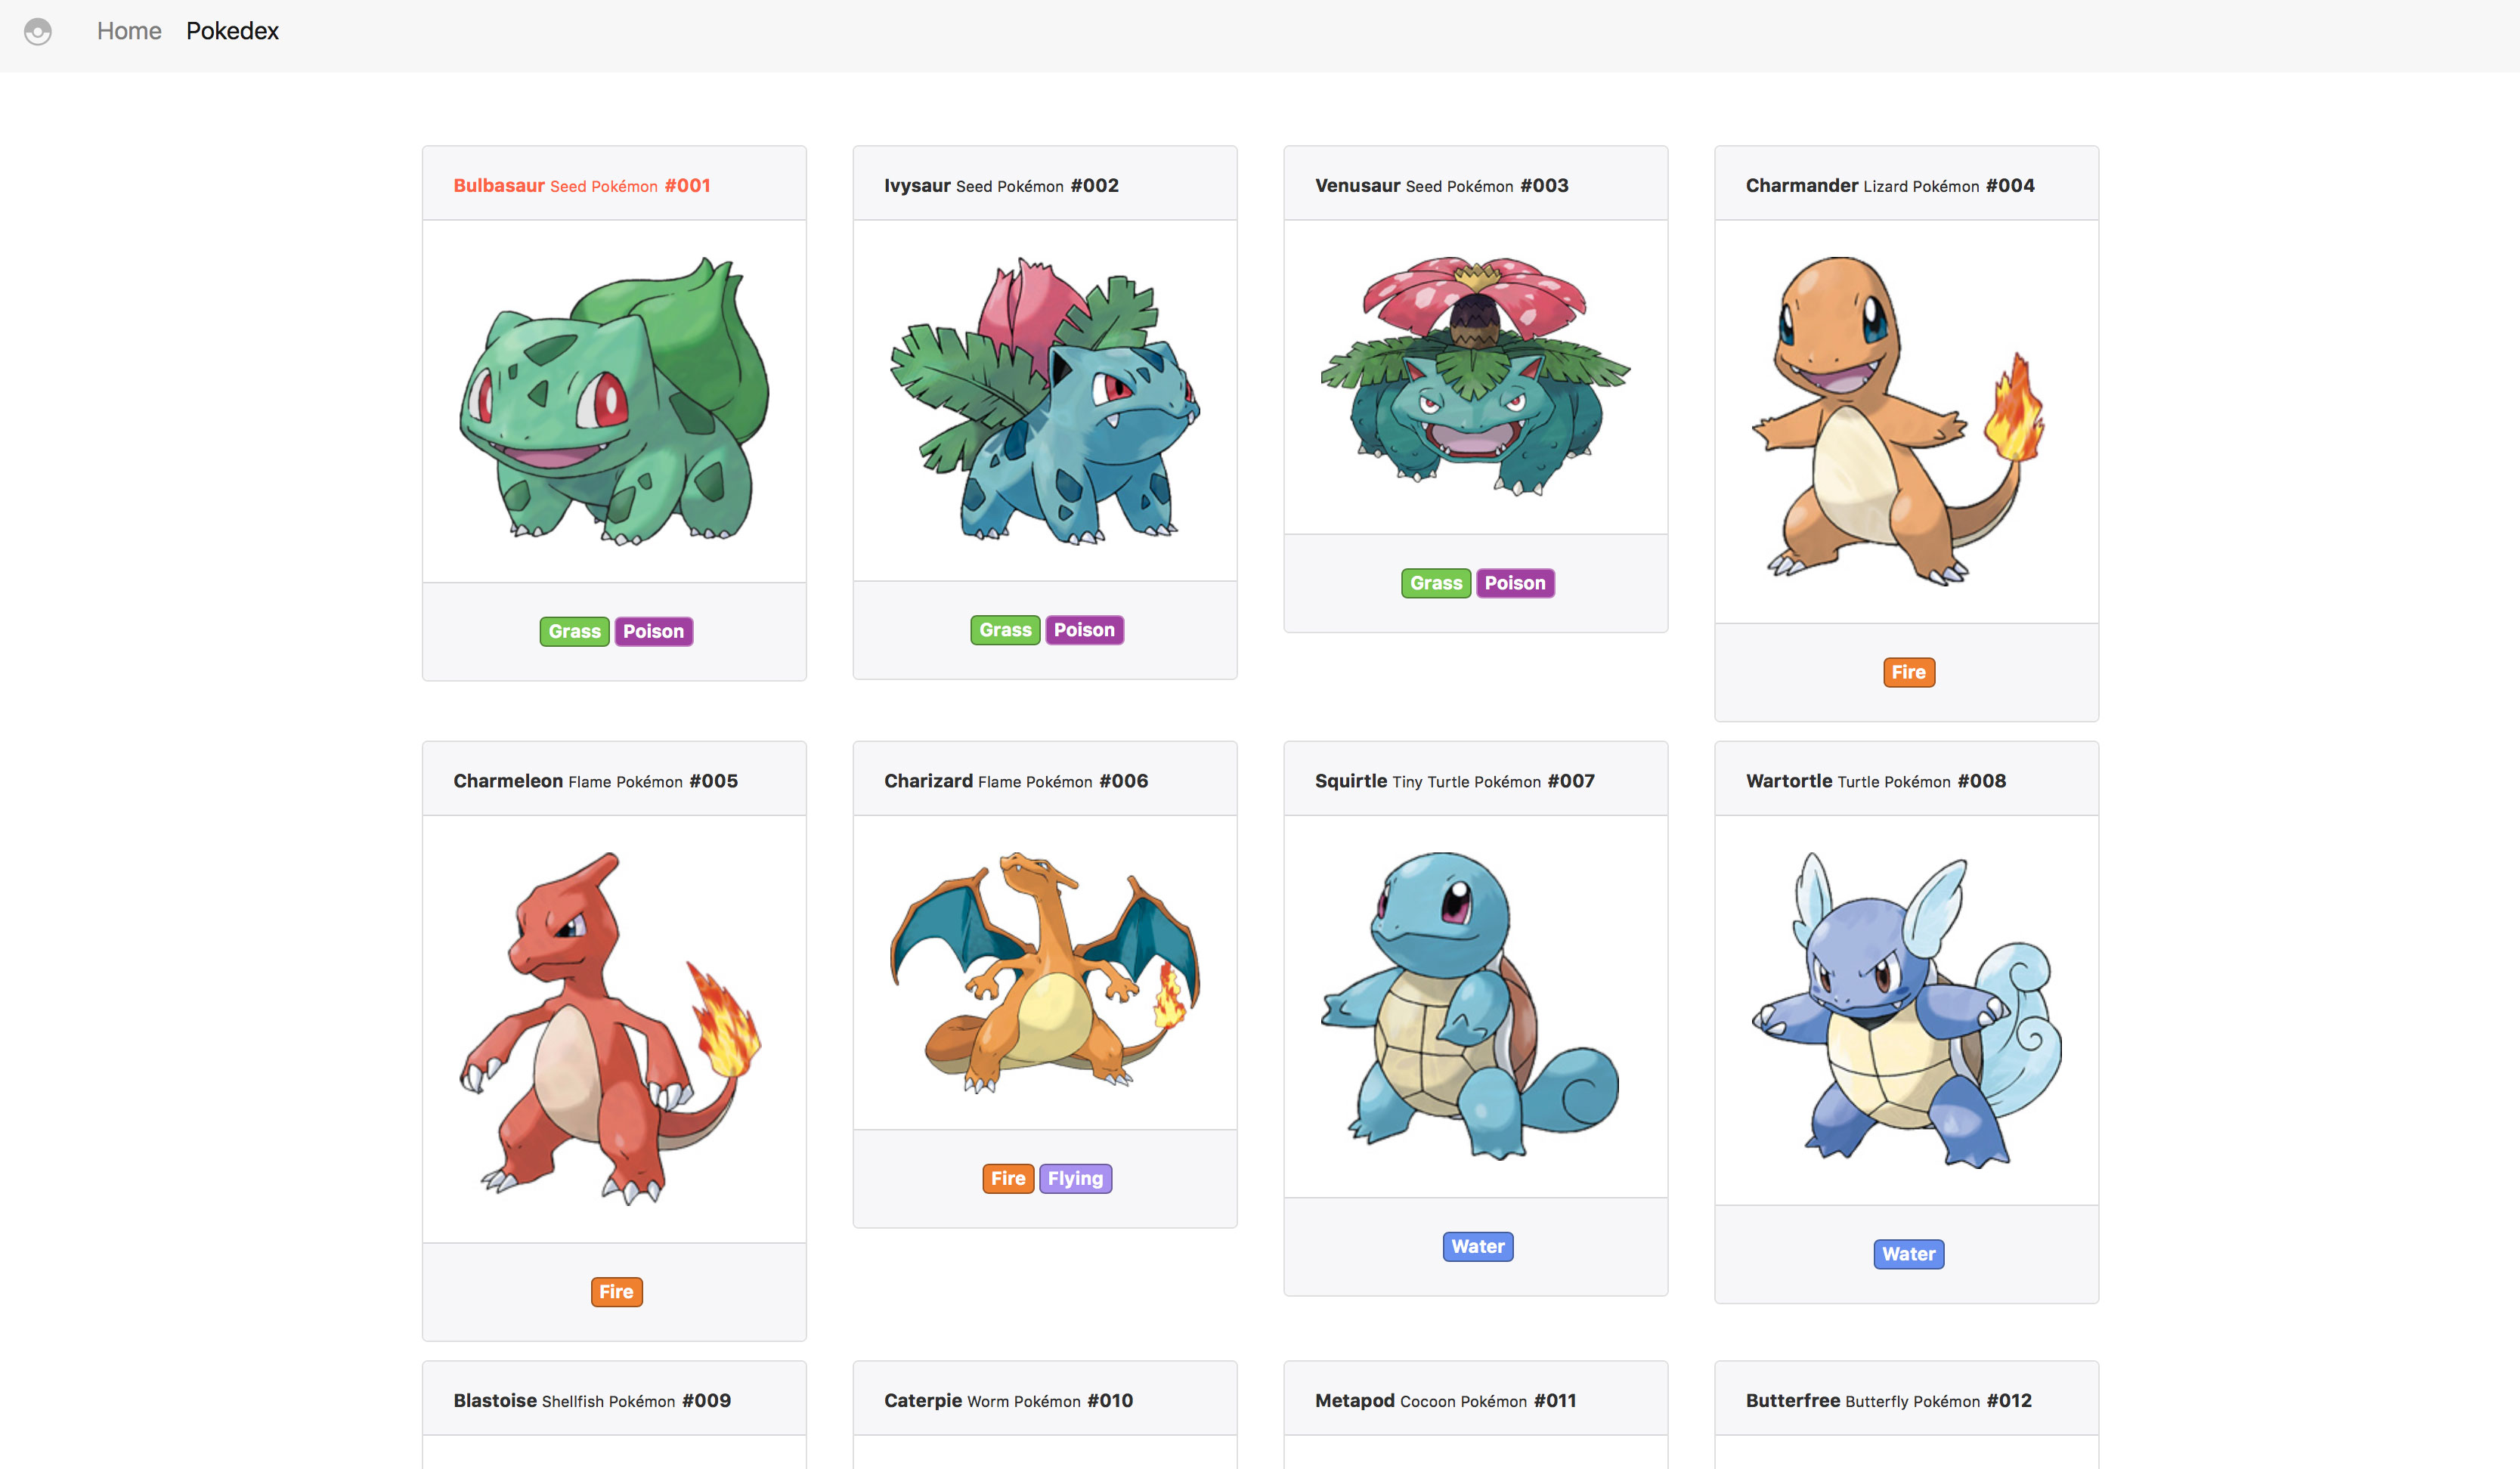 Home Pokedex
Bulbasaur Seed Pokémon #001
Ivysaur Seed Pokémon #002
Venusaur Seed Pokémon #003
Charmander Lizard Pokémon #004
Grass Poison
Grass Poison
Grass Poison
Fire
Charmeleon Flame Pokémon #005
Charizard Flame Pokémon #006
Squirtle Tiny Turtle Pokémon #007
Wartortle Turtle Pokémon #008
Fire
Fire Flying
Water
Water
Blastoise Shellfish Pokémon #009
Caterpie Worm Pokémon #010
Metapod Cocoon Pokémon #011
Butterfree Butterfly Pokémon #012